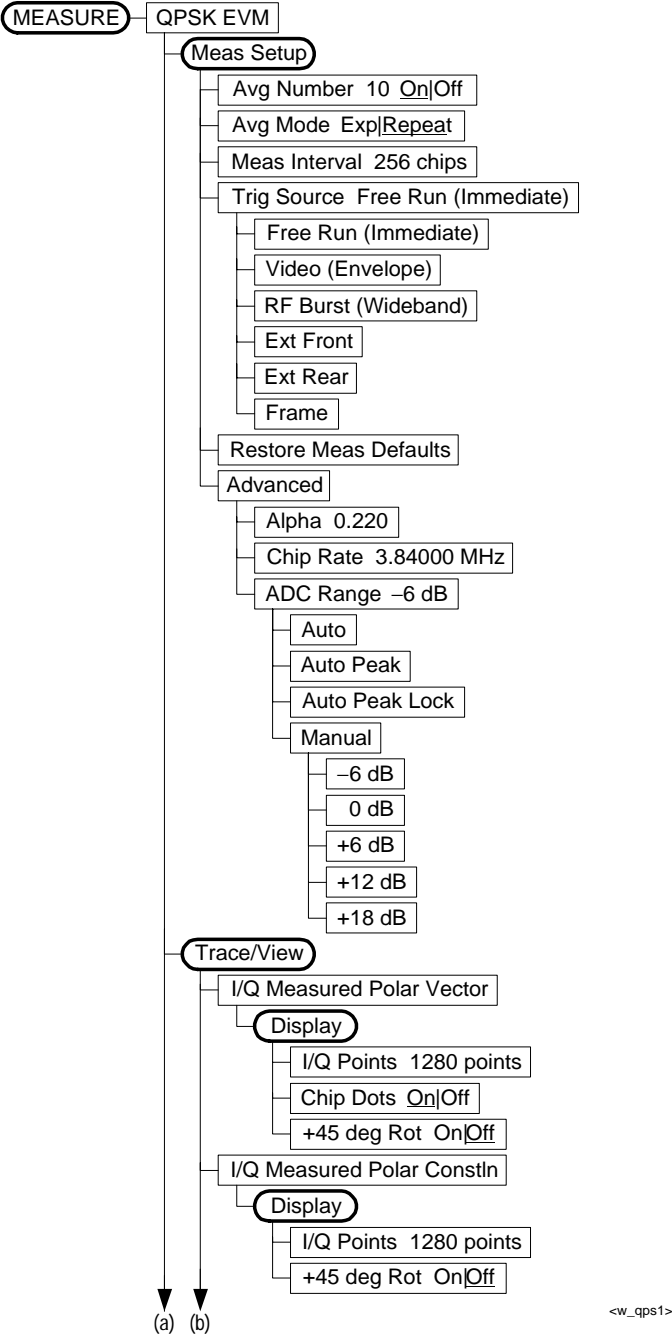 MEASURE QPSK EVM
Meas Setup
Avg Number 10 On|Off
Avg Mode Exp|Repeat
Meas Interval 256 chips
Trig Source Free Run (Immediate)
Free Run (Immediate)
Video (Envelope)
RF Burst (Wideband)
Ext Front
Ext Rear
Frame
Restore Meas Defaults
Advanced
Alpha 0.220
Chip Rate 3.84000 MHz
ADC Range –6 dB
Auto
Auto Peak
Auto Peak Lock
Manual
–6 dB
0 dB
+6 dB
+12 dB
+18 dB
Trace/View
I/Q Measured Polar Vector
Display
I/Q Points 1280 points
Chip Dots On|Off
+45 deg Rot On|Off
I/Q Measured Polar Constln
Display
I/Q Points 1280 points
+45 deg Rot On|Off
(a) (b)
<w_qps1>